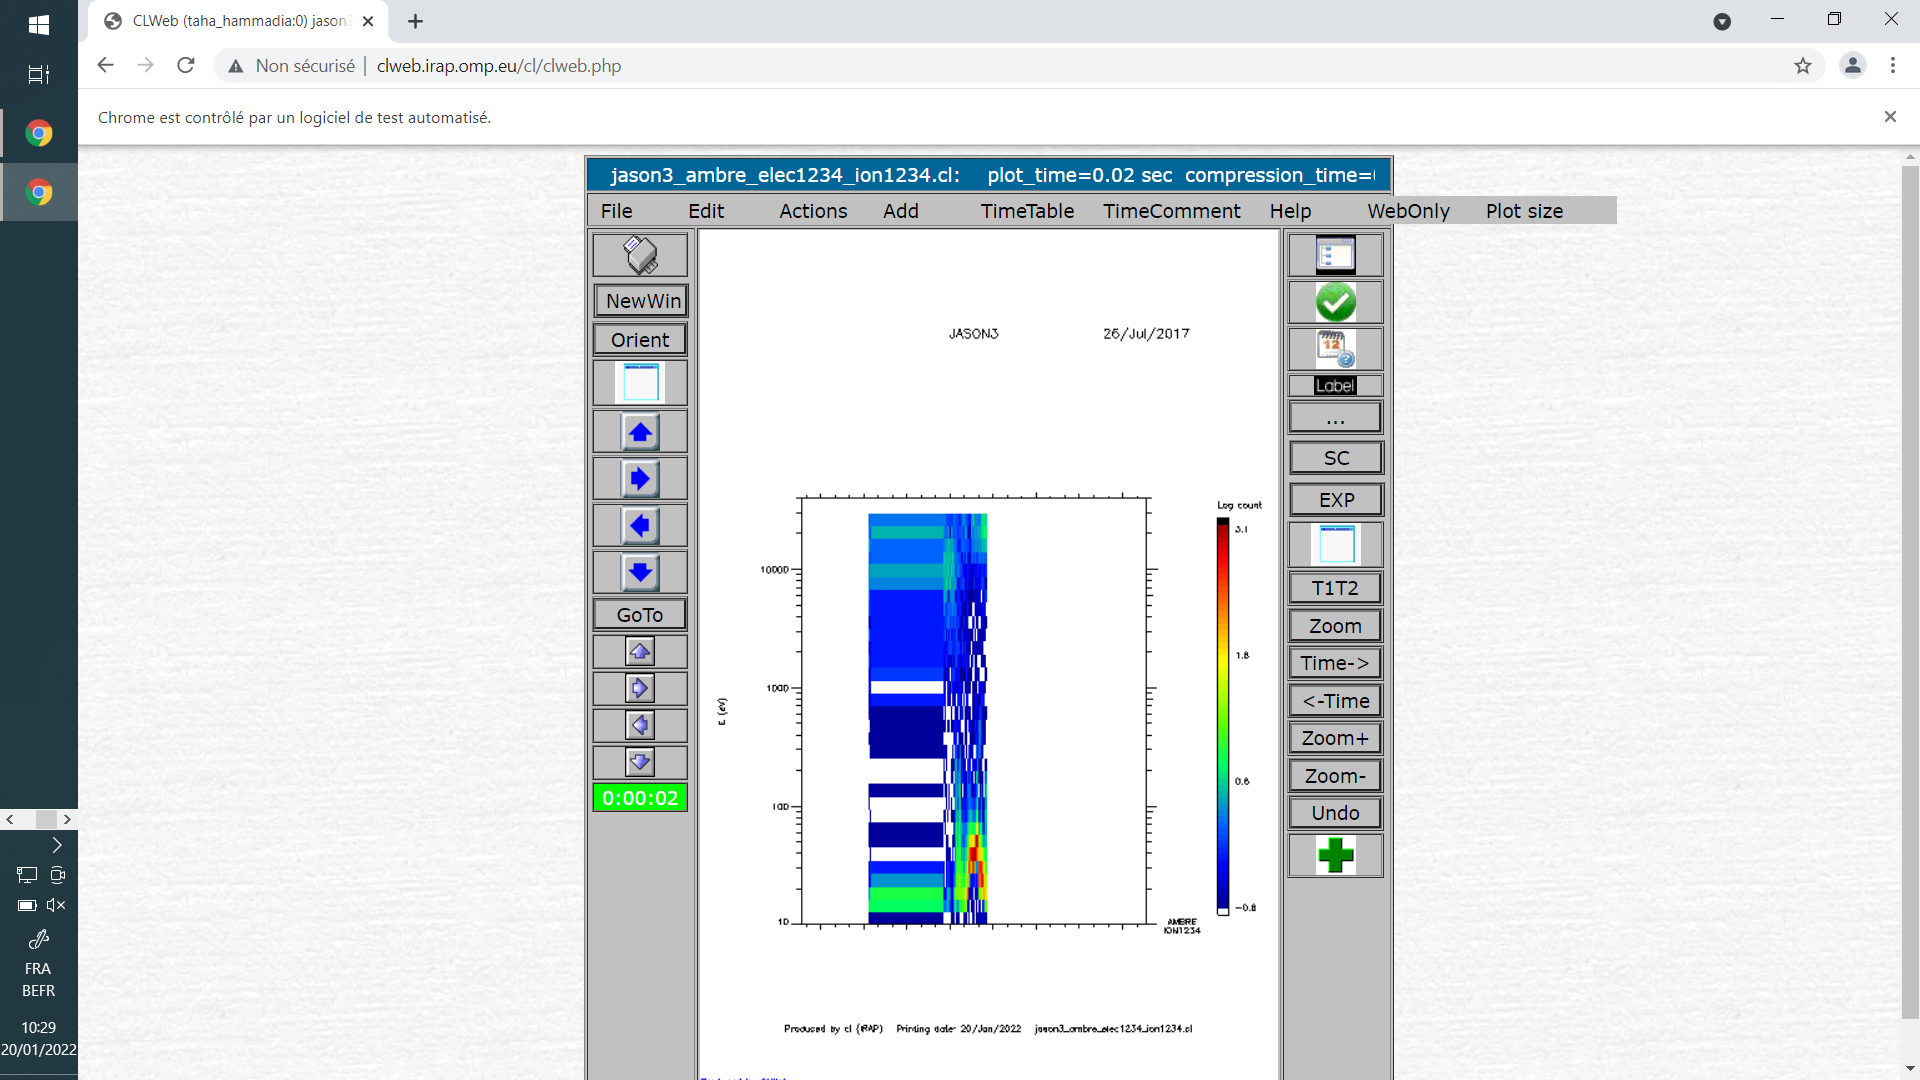 CLWeb (taha_hammadia:0) jason3
Non sécurisé | clweb.irap.omp.eu/cl/clweb.php
Chrome est contrôlé par un logiciel de test automatisé.
jason3_ambre_elec1234_ion1234.cl: plot_time=0.02 sec compression_time=
File Edit Actions Add TimeTable TimeComment Help WebOnly Plot size
NewWin
Orient
GoTo
0:00:02
JASON3 26/Jul/2017
Log count
3.1
1.8
0.6
-0.8
10000
1000
100
10
E (eV)
AMBRE
ION1234
Produced by cl (IRAP) Printing date: 20/Jan/2022 jason3_ambre_elec1234_ion1234.cl
12
Label
...
SC
EXP
T1T2
Zoom
Time->
<-Time
Zoom+
Zoom-
Undo
FRA
BEFR
10:29
20/01/2022